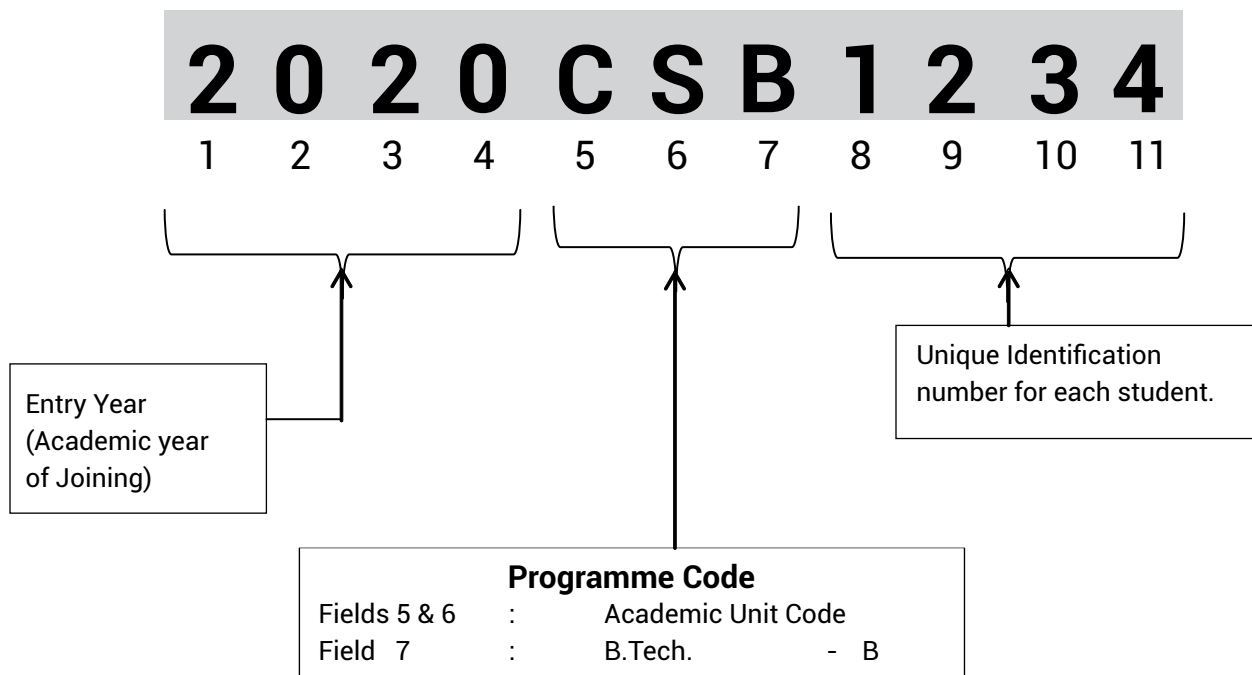 2 0 2 0 C S B 1 2 3 4
1 2 3 4 5 6 7 8 9 10 11
Entry Year
(Academic year
of Joining)
Unique Identification
number for each student.
Programme Code
Fields 5 & 6 : Academic Unit Code
Field 7 : B.Tech. - B